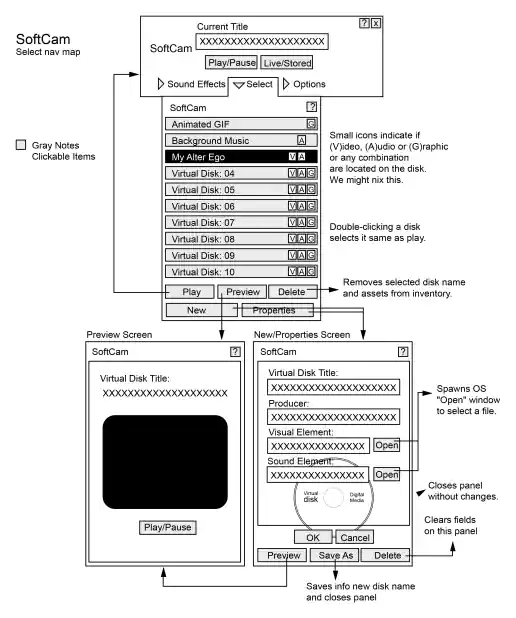 SoftCam
Select nav map
Current Title
? x
SoftCam
XXXXXXXXXXXXXXXXXXXXX
Play/Pause Live/Stored
Sound Effects Select Options
SoftCam ?
Animated GIF G
Background Music A
My Alter Ego V A
Virtual Disk: 04 V A G
Virtual Disk: 05 V A G
Virtual Disk: 06 V A G
Virtual Disk: 07 V A G
Virtual Disk: 08 V A G
Virtual Disk: 09 V A G
Virtual Disk: 10 V A G
Play Preview Delete
New Properties
Gray Notes
Clickable Items
Small icons indicate if
(V)ideo, (A)udio or (G)raphic
or any combination
are located on the disk.
We might nix this.
Double-clicking a disk
selects it same as play.
Removes selected disk name
and assets from inventory.
Preview Screen
SoftCam ?
Virtual Disk Title:
XXXXXXXXXXXXXXXXXXXXX
Play/Pause
New/Properties Screen
SoftCam ?
Virtual Disk Title:
XXXXXXXXXXXXXXXXXXXXX
Producer:
XXXXXXXXXXXXXXXXXXXXX
Visual Element:
XXXXXXXXXXXXXXXX Open
Sound Element:
XXXXXXXXXXXXXXXX Open
Virtual Digital
disk Media
OK Cancel
Preview Save As Delete
Spawns OS
"Open" window
to select a file.
Closes panel
without changes.
Clears fields
on this panel
Saves info new disk name
and closes panel